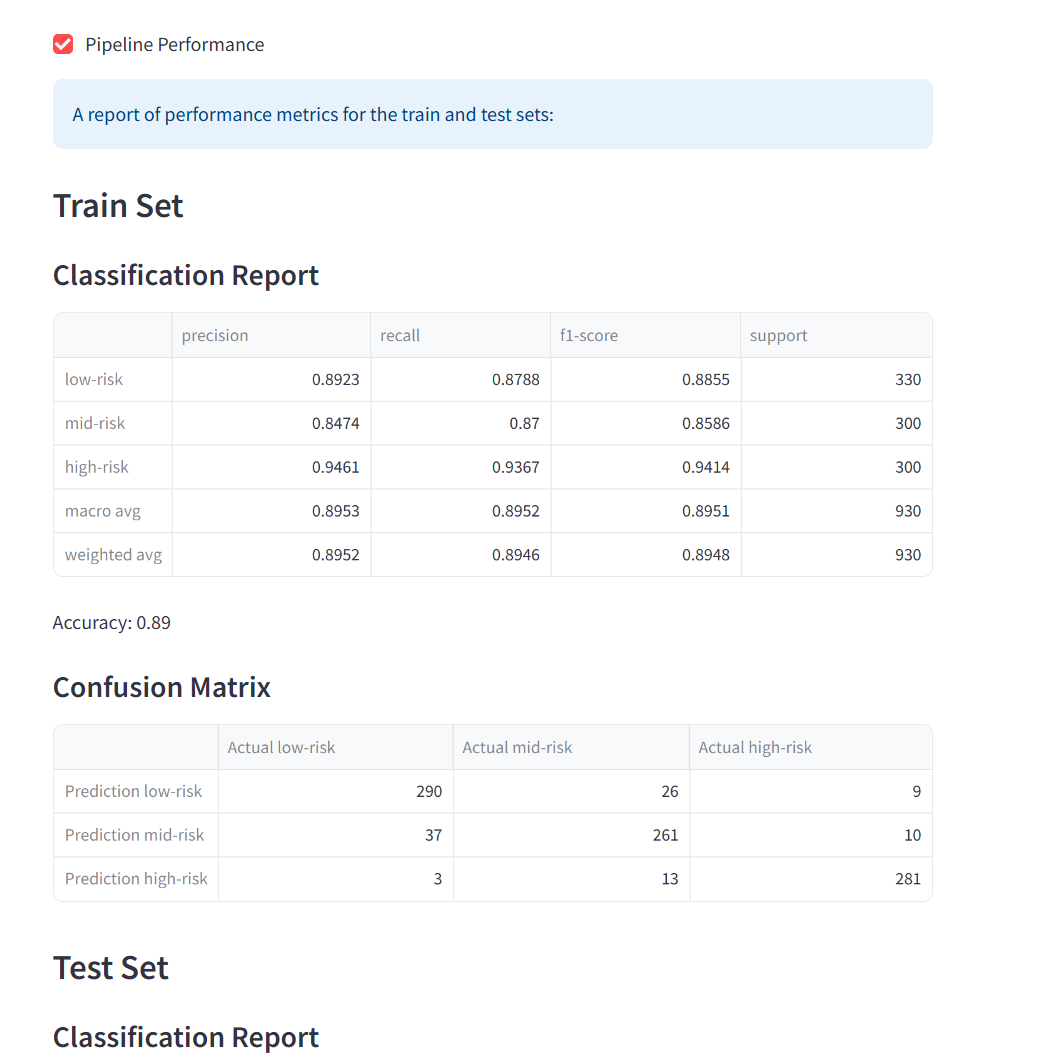 Pipeline Performance
A report of performance metrics for the train and test sets:
Train Set
Classification Report
precision recall f1-score support
low-risk 0.8923 0.8788 0.8855 330
mid-risk 0.8474 0.87 0.8586 300
high-risk 0.9461 0.9367 0.9414 300
macro avg 0.8953 0.8952 0.8951 930
weighted avg 0.8952 0.8946 0.8948 930
Accuracy: 0.89
Confusion Matrix
Actual low-risk Actual mid-risk Actual high-risk
Prediction low-risk 290 26 9
Prediction mid-risk 37 261 10
Prediction high-risk 3 13 281
Test Set
Classification Report